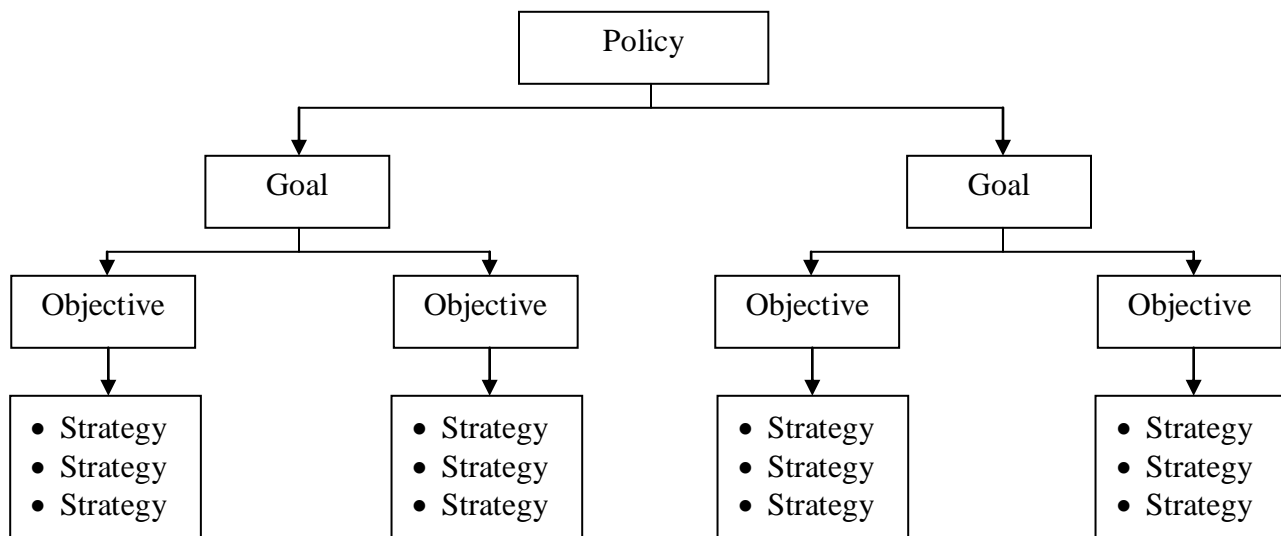 Policy
Goal Goal
Objective Objective Objective Objective
• Strategy • Strategy • Strategy • Strategy
• Strategy • Strategy • Strategy • Strategy
• Strategy • Strategy • Strategy • Strategy